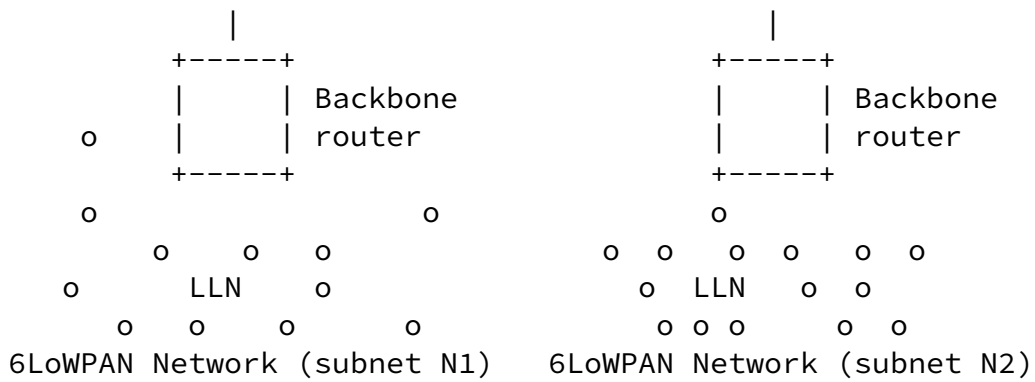 Backbone Backbone
o router router
o o o
o o o o o o o o o
o LLN o o LLN o o
o o o o o o o o o
6LoWPAN Network (subnet N1) 6LoWPAN Network (subnet N2)